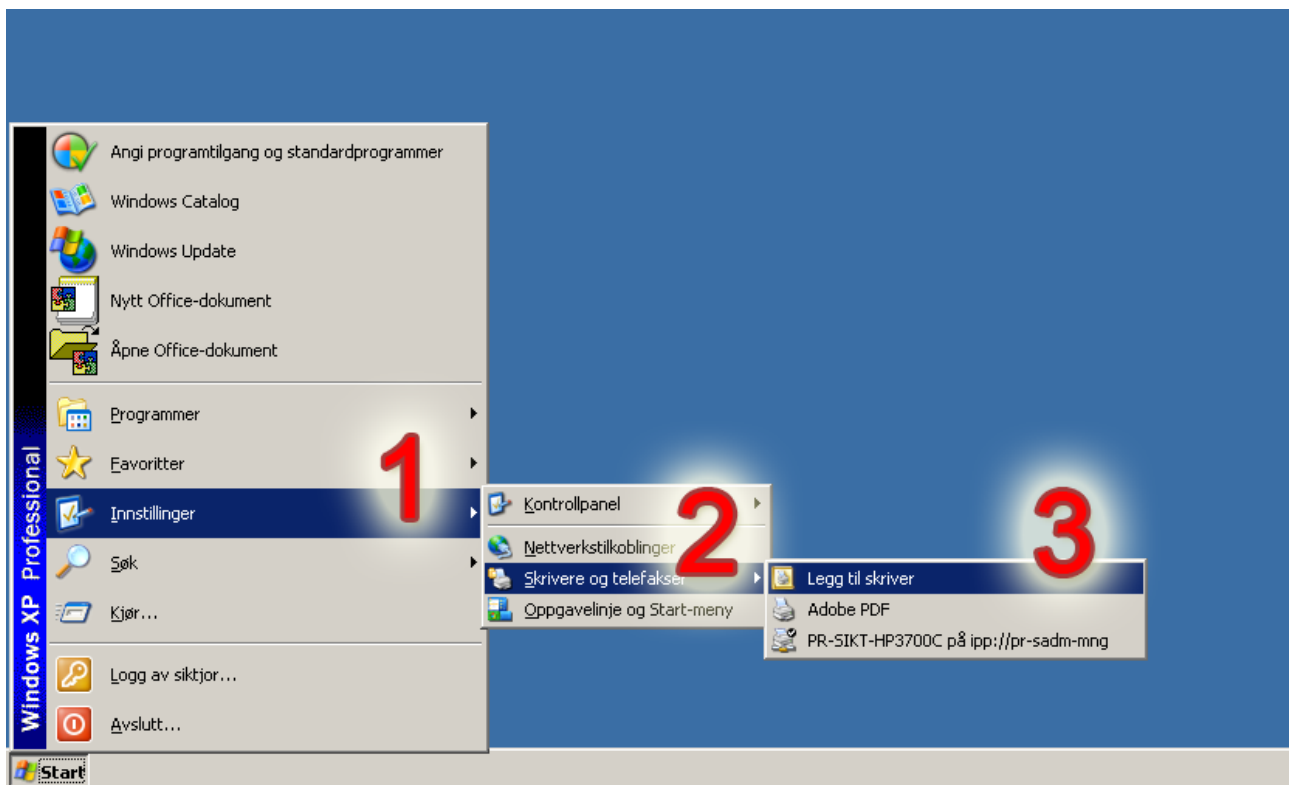 Angi programtilgang og standardprogrammer
Windows Catalog
Windows Update
Nytt Office-dokument
Åpne Office-dokument
Programmer
Favoritter
Innstillinger
Søk
Kjør...
Logg av siktjor...
Avslutt...
Windows XP Professional
Start
1
Kontrollpanel
Nettverkstilkoblinger
Skrivere og telefakser
Oppgavelinje og Start-meny
2
Legg til skriver
Adobe PDF
PR-SIKT-HP3700C på ipp://pr-sadm-mng
3